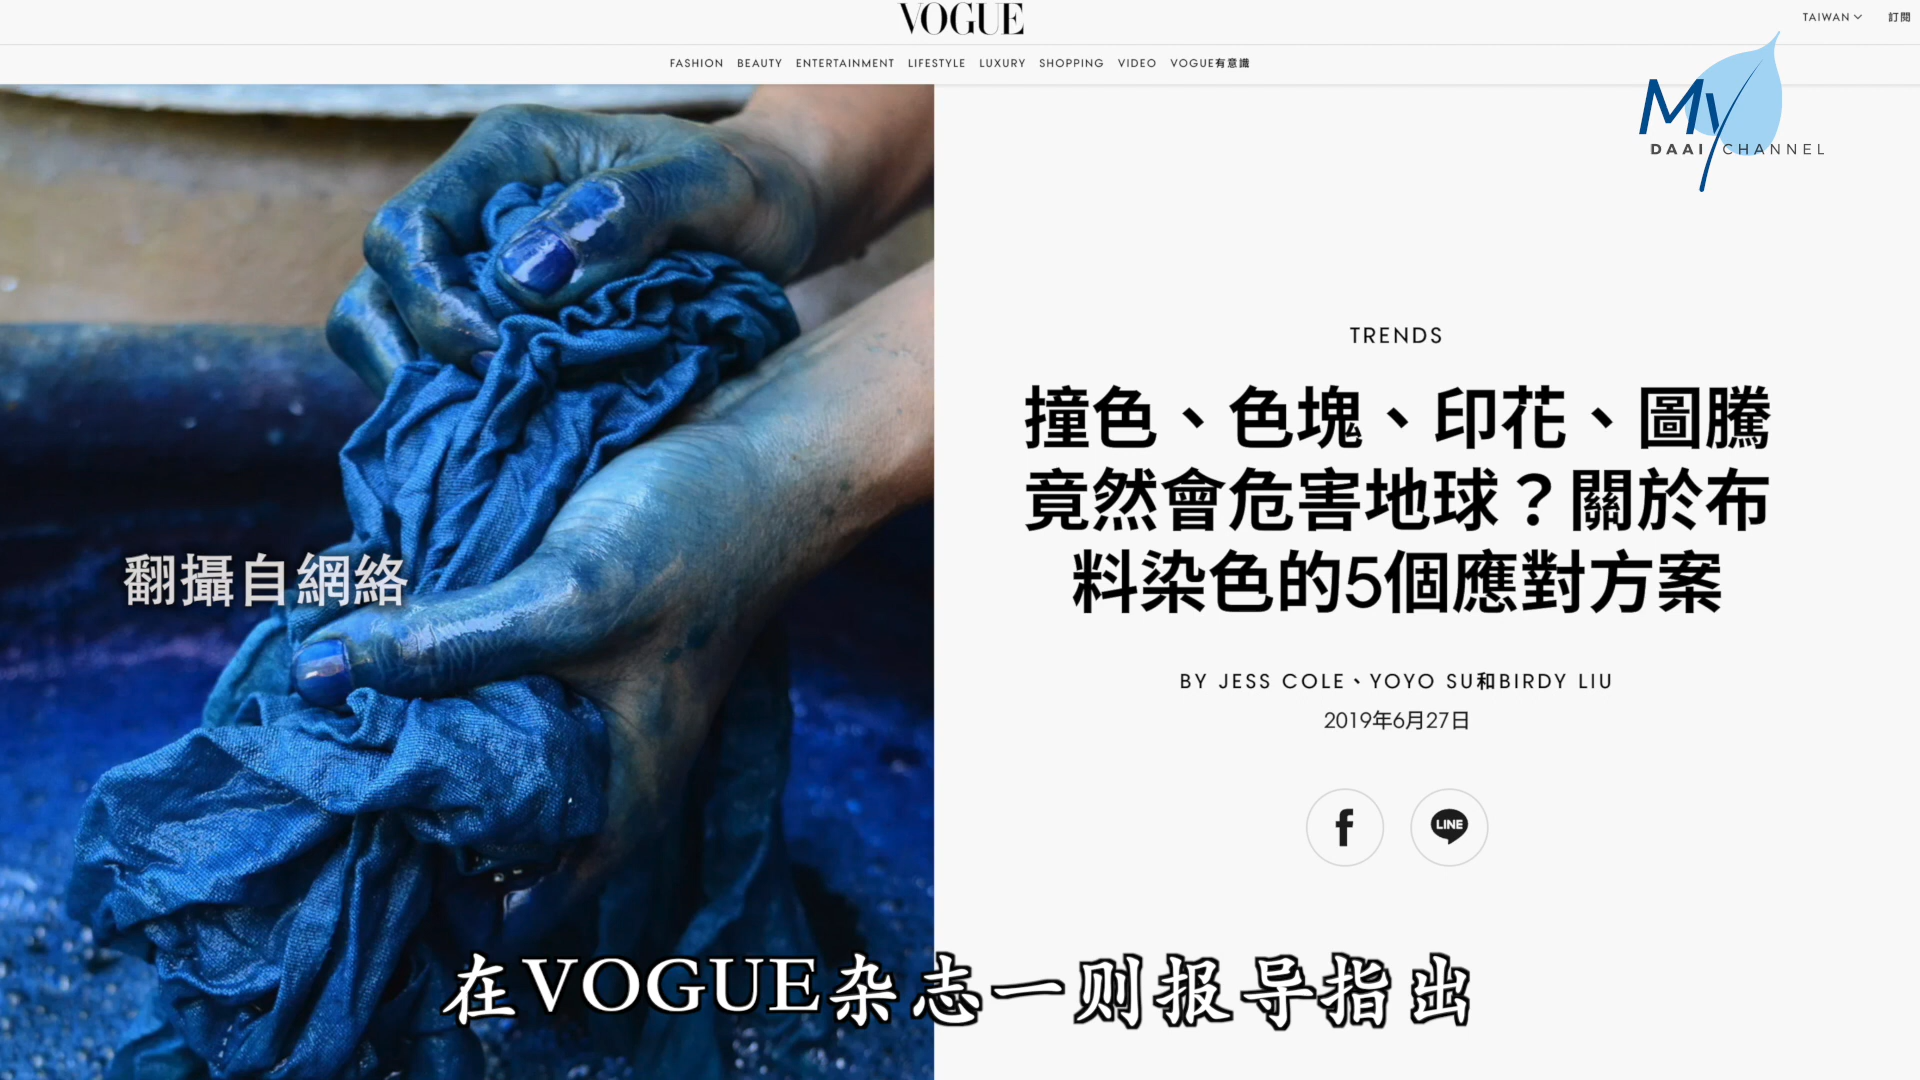 VOGUE
TAIWAN
訂閱
FASHION BEAUTY ENTERTAINMENT LIFESTYLE LUXURY SHOPPING VIDEO VOGUE有意識
My
DAAI CHANNEL
TRENDS
撞色、色塊、印花、圖騰
竟然會危害地球？關於布
料染色的5個應對方案
翻攝自網絡
BY JESS COLE、YOYO SU和BIRDY LIU
2019年6月27日
f
LINE
在VOGUE杂志一则报导指出